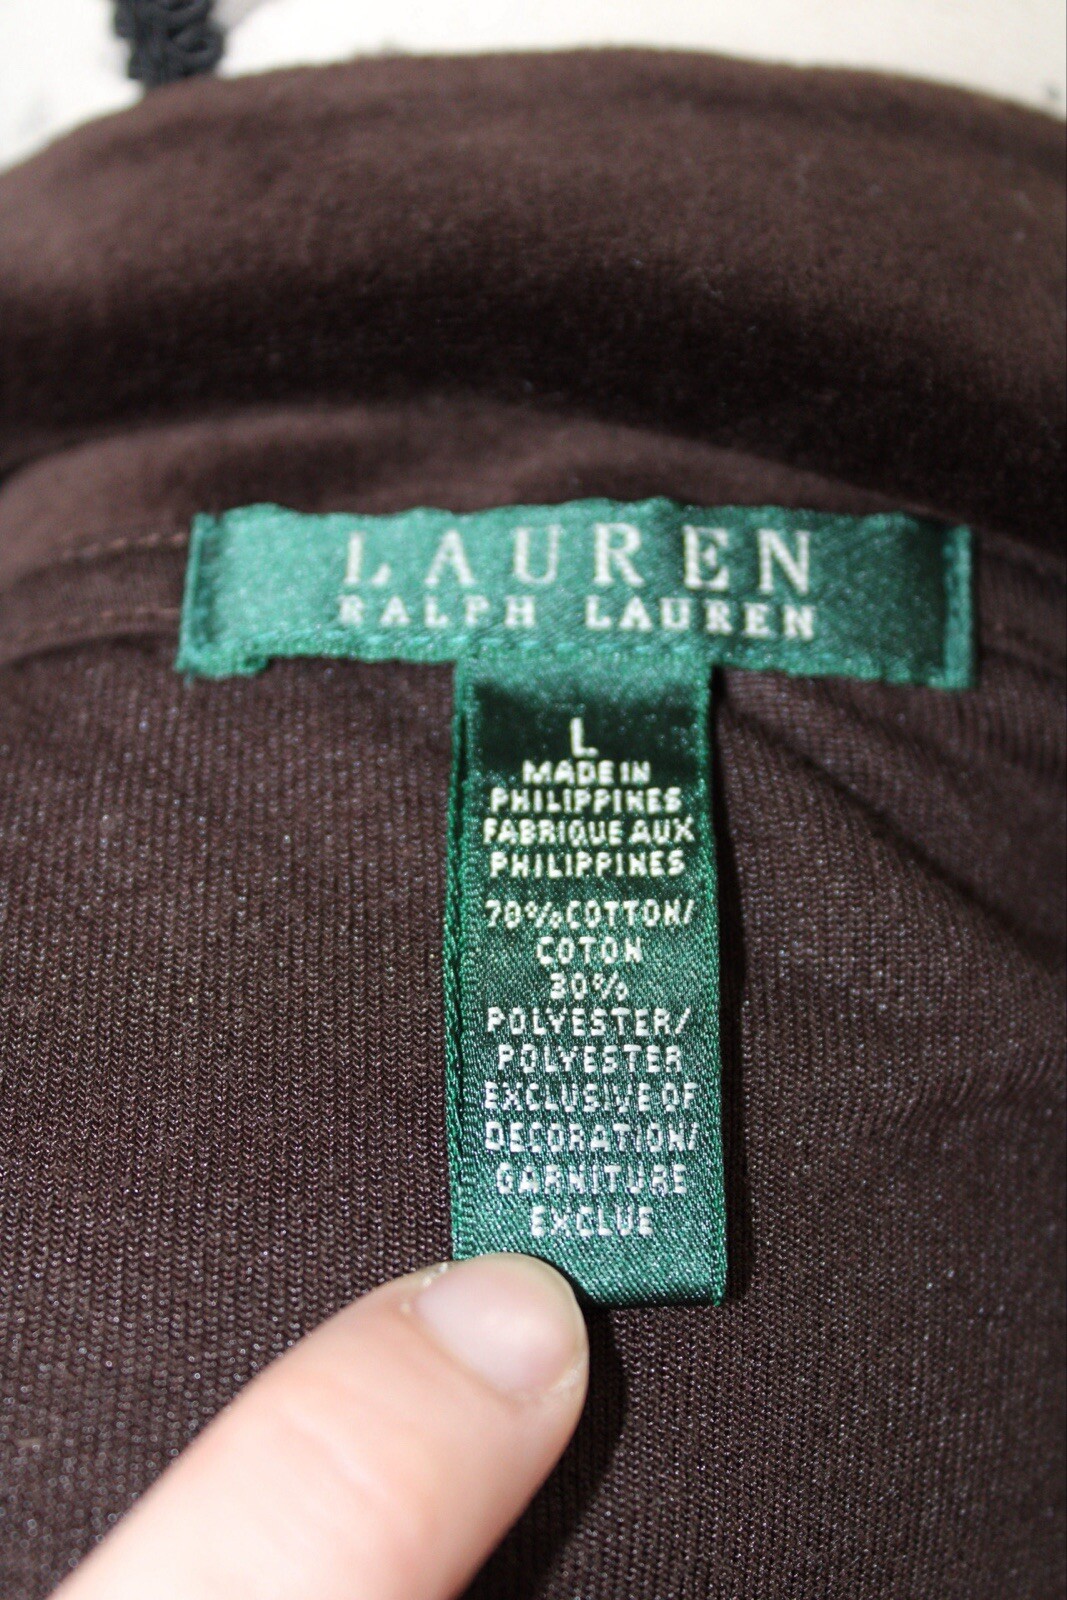 LAUREN
RALPH LAUREN
L
MADE IN
PHILIPPINES
FABRIQUE AUX
PHILIPPINES
70% COTTON/
COTON
30%
POLYESTER/
POLYESTER
EXCLUSIVE OF
DECORATION/
GARNITURE
EXCLUE